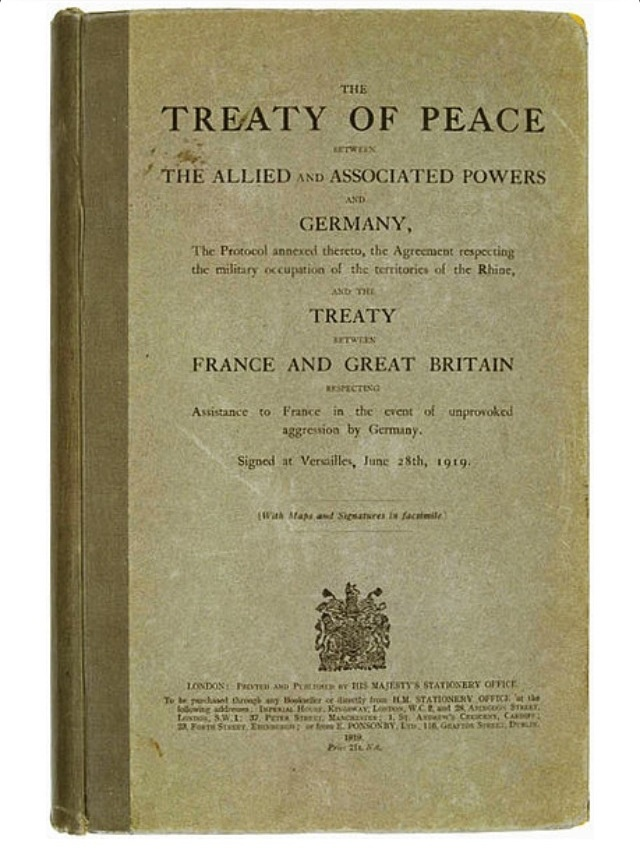 THE
TREATY OF PEACE
BETWEEN
THE ALLIED AND ASSOCIATED POWERS
AND
GERMANY,
The Protocol annexed thereto, the Agreement respecting
the military occupation of the territories of the Rhine,
AND THE
TREATY
BETWEEN
FRANCE AND GREAT BRITAIN
RESPECTING
Assistance to France in the event of unprovoked
aggression by Germany.
Signed at Versailles, June 28th, 1919.
(With Maps and Signatures in facsimile.)
LONDON: PRINTED AND PUBLISHED BY HIS MAJESTY'S STATIONERY OFFICE.
To be purchased through any Bookseller or directly from H.M. STATIONERY OFFICE at the
following addresses: IMPERIAL HOUSE, KINGSWAY, LONDON, W.C. 2, and 28, ABINGDON STREET,
LONDON, S.W. 1; 37, PETER STREET, MANCHESTER; 1, ST. ANDREW'S CRESCENT, CARDIFF;
23, FORTH STREET, EDINBURGH; or from E. PONSONBY, LTD., 116, GRAFTON STREET, DUBLIN.
1919.
Price 21s. Net.